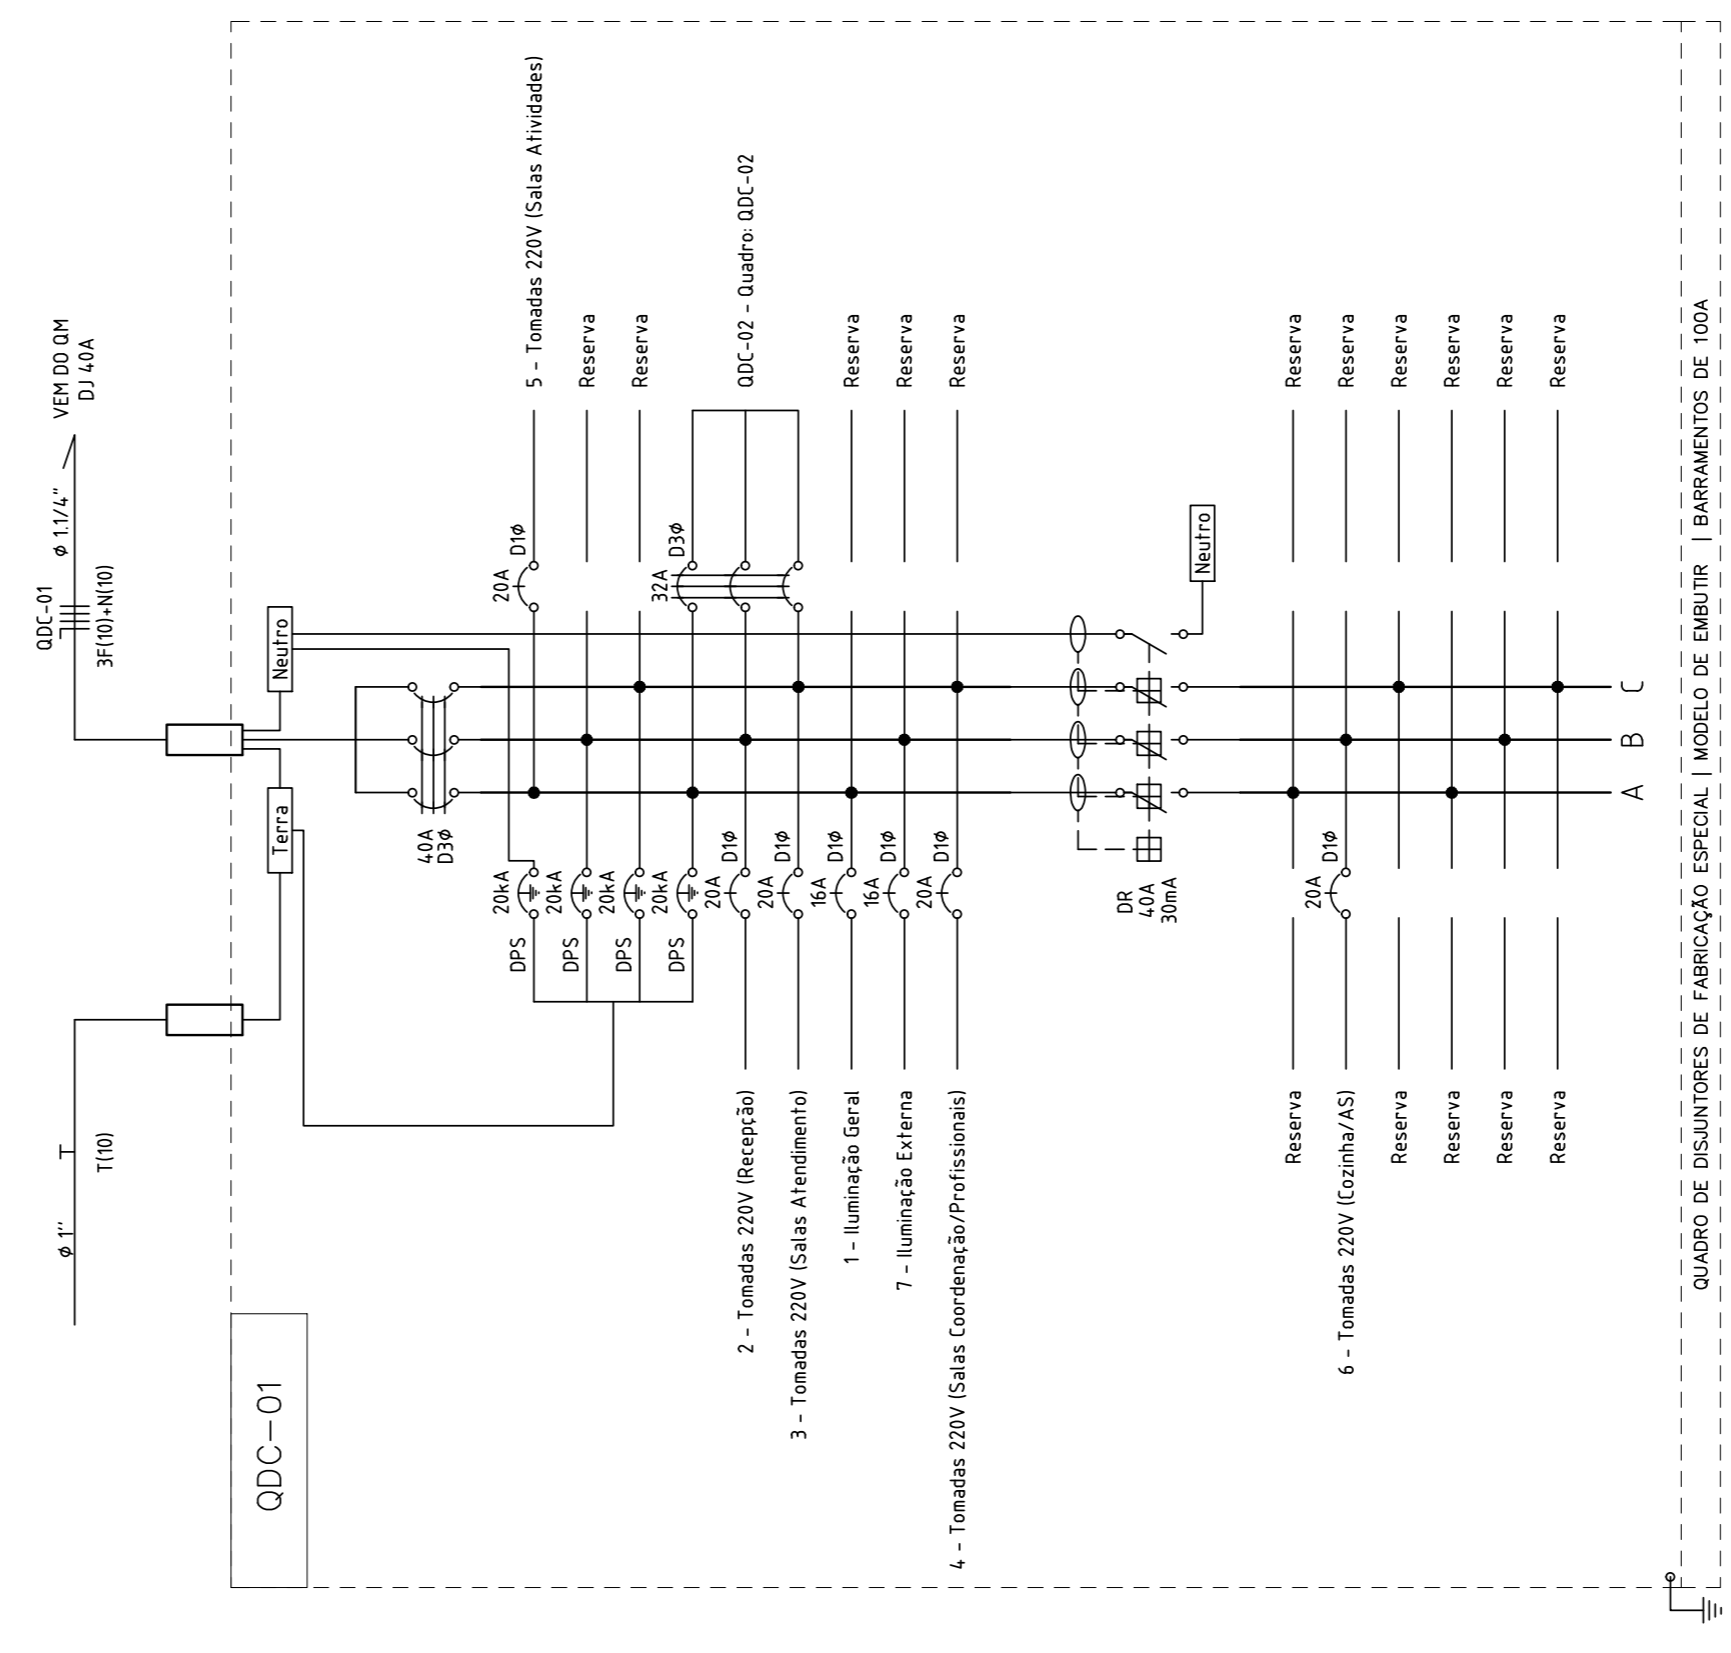 QDC-01
φ 1"
T
T(10)
QDC-01
φ 1.1/4"
3F(10)+N(10)
VEM DO QM
DJ 40A
Terra
Neutro
40A
D3φ
DPS
20kA
DPS
20kA
DPS
20kA
DPS
20kA
20A
D1φ
5 - Tomadas 220V (Salas Atividades)
Reserva
Reserva
32A
D3φ
QDC-02 - Quadro: QDC-02
2 - Tomadas 220V (Recepção)
20A
D1φ
3 - Tomadas 220V (Salas Atendimento)
20A
D1φ
1 - Iluminação Geral
16A
D1φ
Reserva
7 - Iluminação Externa
16A
D1φ
Reserva
4 - Tomadas 220V (Salas Coordenação/Profissionais)
20A
D1φ
Reserva
DR
40A
30mA
Neutro
Reserva
Reserva
6 - Tomadas 220V (Cozinha/AS)
20A
D1φ
Reserva
Reserva
Reserva
Reserva
Reserva
Reserva
Reserva
Reserva
Reserva
A
B
C
QUADRO DE DISJUNTORES DE FABRICAÇÃO ESPECIAL | MODELO DE EMBUTIR | BARRAMENTOS DE 100A